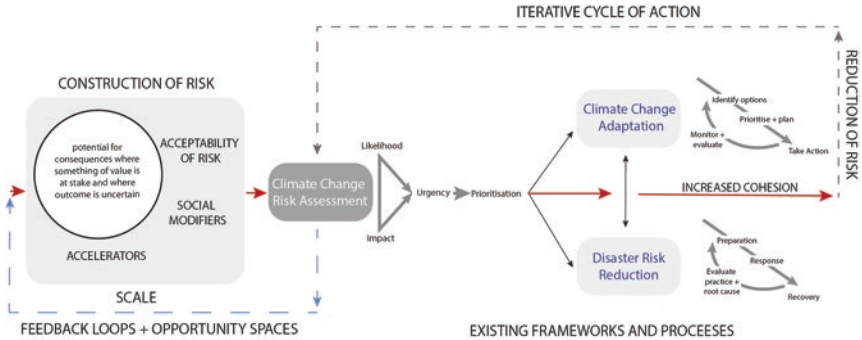 ITERATIVE CYCLE OF ACTION
CONSTRUCTION OF RISK
potential for
consequences where
something of value is
at stake and where
outcome is uncertain
ACCEPTABILITY
OF RISK
SOCIAL
MODIFIERS
ACCELERATORS
SCALE
FEEDBACK LOOPS + OPPORTUNITY SPACES
Climate Change
Risk Assessment
Likelihood
Impact
Urgency
Prioritisation
Climate Change
Adaptation
Disaster Risk
Reduction
Identify options
Prioritise + plan
Take Action
Monitor +
evaluate
INCREASED COHESION
Preparation
Response
Recovery
Evaluate
practice +
root cause
REDUCTION OF RISK
EXISTING FRAMEWORKS AND PROCEESES